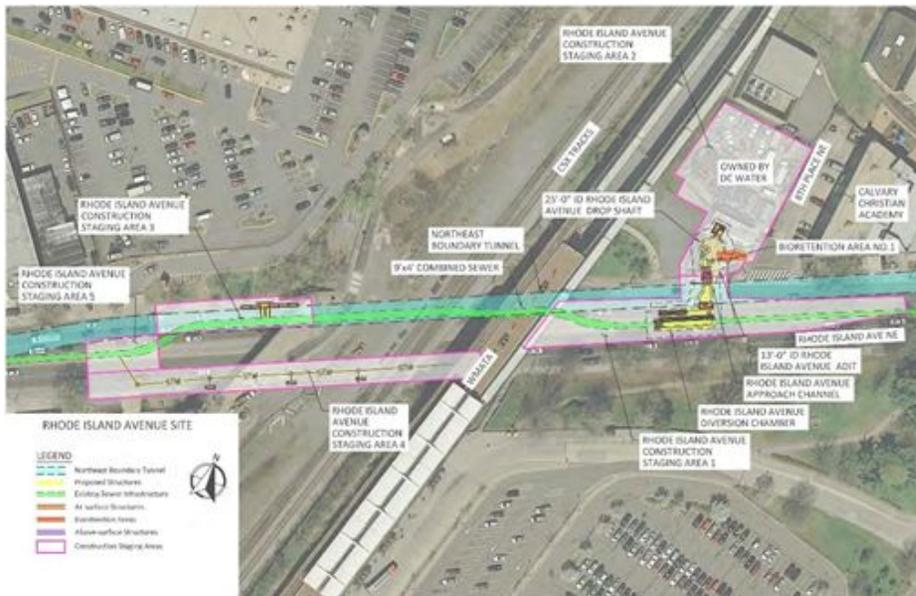 RHODE ISLAND AVENUE
CONSTRUCTION
STAGING AREA 2
CSX TRACKS
OWNED BY
DC WATER
8TH PLACE NE
CALVARY
CHRISTIAN
ACADEMY
RHODE ISLAND AVENUE
CONSTRUCTION
STAGING AREA 3
25'-0" ID RHODE ISLAND
AVENUE DROP SHAFT
NORTHEAST
BOUNDARY TUNNEL
BIORETENTION AREA NO.1
9'x4' COMBINED SEWER
RHODE ISLAND AVENUE
CONSTRUCTION
STAGING AREA 5
RHODE ISLAND AVE NE
WMATA
13'-0" ID RHODE
ISLAND AVENUE ADIT
RHODE ISLAND AVENUE
APPROACH CHANNEL
RHODE ISLAND AVENUE
DIVERSION CHAMBER
RHODE ISLAND
AVENUE
CONSTRUCTION
STAGING AREA 4
RHODE ISLAND AVENUE
CONSTRUCTION
STAGING AREA 1
RHODE ISLAND AVENUE SITE
LEGEND
N
Northeast Boundary Tunnel
Proposed Structures
Existing Sewer Infrastructure
At-surface Structures
Bioretention Areas
Above-surface Structures
Construction Staging Areas